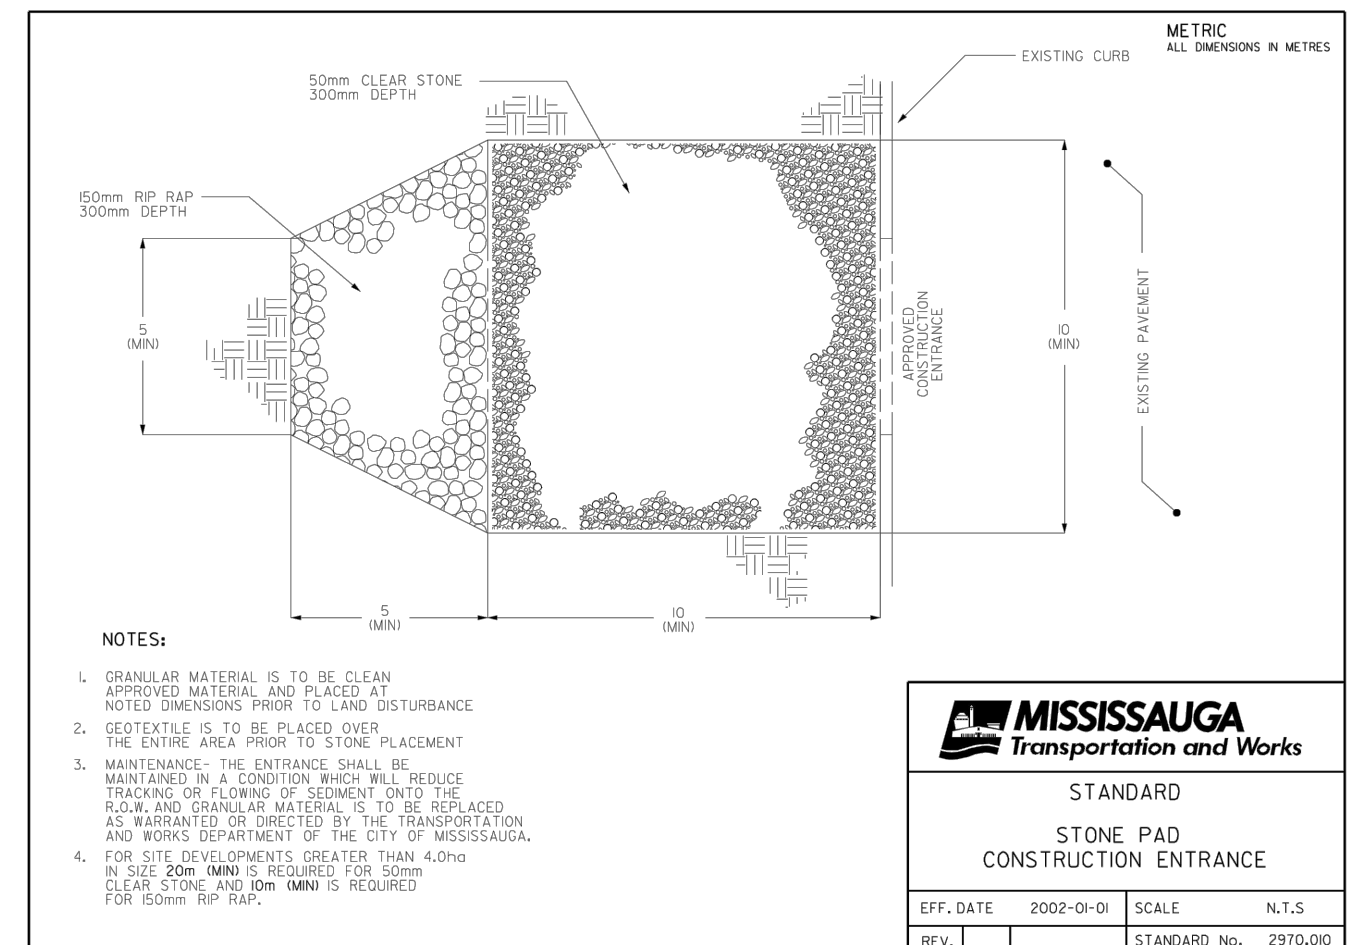 METRIC
ALL DIMENSIONS IN METRES
EXISTING CURB
50mm CLEAR STONE
300mm DEPTH
150mm RIP RAP
300mm DEPTH
5
(MIN)
APPROVED
CONSTRUCTION
ENTRANCE
10
(MIN)
EXISTING PAVEMENT
5
(MIN)
10
(MIN)
NOTES:
1. GRANULAR MATERIAL IS TO BE CLEAN
APPROVED MATERIAL AND PLACED AT
NOTED DIMENSIONS PRIOR TO LAND DISTURBANCE
2. GEOTEXTILE IS TO BE PLACED OVER
THE ENTIRE AREA PRIOR TO STONE PLACEMENT
3. MAINTENANCE- THE ENTRANCE SHALL BE
MAINTAINED IN A CONDITION WHICH WILL REDUCE
TRACKING OR FLOWING OF SEDIMENT ONTO THE
R.O.W. AND GRANULAR MATERIAL IS TO BE REPLACED
AS WARRANTED OR DIRECTED BY THE TRANSPORTATION
AND WORKS DEPARTMENT OF THE CITY OF MISSISSAUGA.
4. FOR SITE DEVELOPMENTS GREATER THAN 4.0ha
IN SIZE 20m (MIN) IS REQUIRED FOR 50mm
CLEAR STONE AND 10m (MIN) IS REQUIRED
FOR 150mm RIP RAP.
MISSISSAUGA
Transportation and Works
STANDARD
STONE PAD
CONSTRUCTION ENTRANCE
EFF. DATE 2002-01-01 SCALE N.T.S
REV. STANDARD No. 2970.010